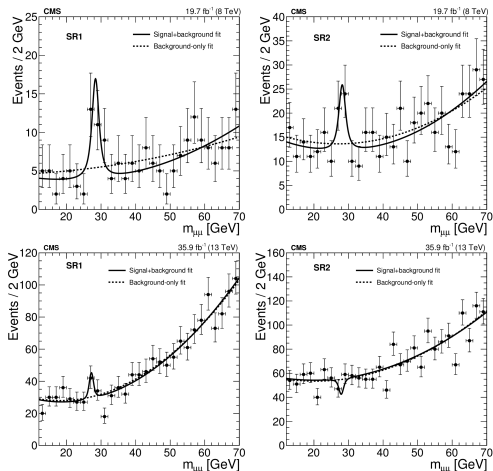 CMS 19.7 fb⁻¹ (8 TeV)
SR1
Signal+background fit
Background-only fit
Events / 2 GeV
25
20
15
10
5
0
20 30 40 50 60 70
mμμ [GeV]
CMS 19.7 fb⁻¹ (8 TeV)
SR2
Signal+background fit
Background-only fit
Events / 2 GeV
40
35
30
25
20
15
10
5
0
20 30 40 50 60 70
mμμ [GeV]
CMS 35.9 fb⁻¹ (13 TeV)
SR1
Signal+background fit
Background-only fit
Events / 2 GeV
120
100
80
60
40
20
0
20 30 40 50 60 70
mμμ [GeV]
CMS 35.9 fb⁻¹ (13 TeV)
SR2
Signal+background fit
Background-only fit
Events / 2 GeV
160
140
120
100
80
60
40
20
0
20 30 40 50 60 70
mμμ [GeV]